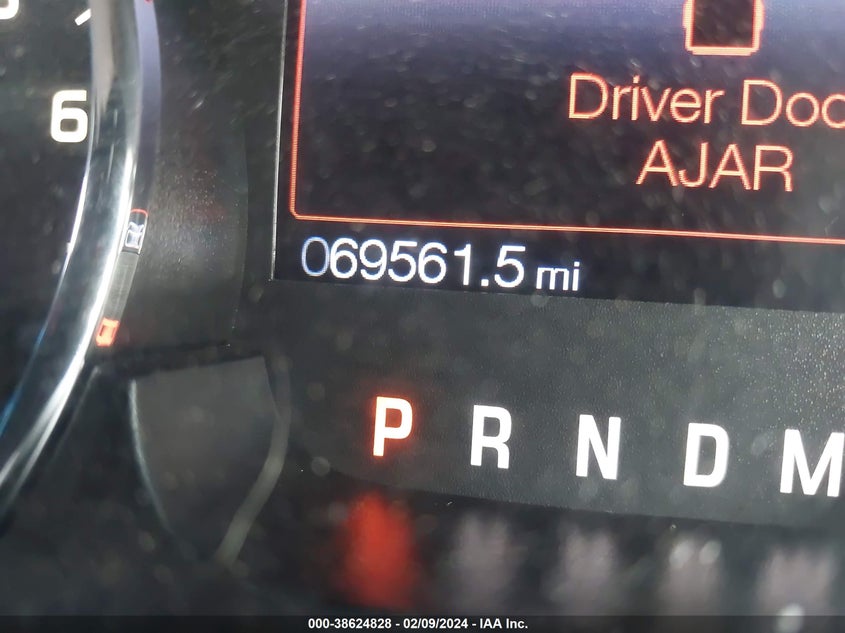 6
Driver Doo
AJAR
069561.5 mi
P R N D M
000-38624828 - 02/09/2024 - IAA Inc.